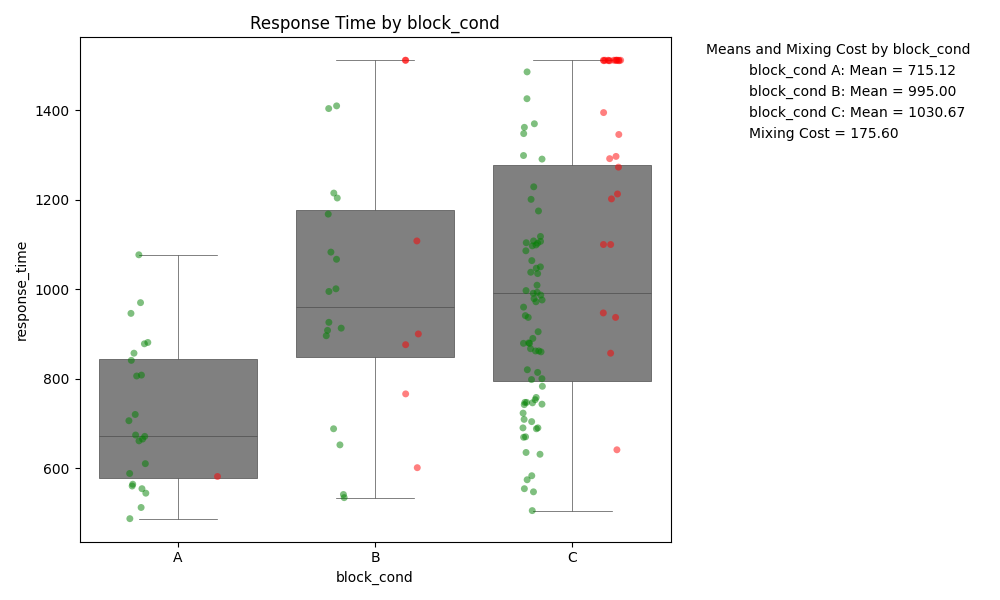 Response Time by block_cond
Means and Mixing Cost by block_cond
block_cond A: Mean = 715.12
block_cond B: Mean = 995.00
block_cond C: Mean = 1030.67
Mixing Cost = 175.60
response_time
1400
1200
1000
800
600
A
B
C
block_cond